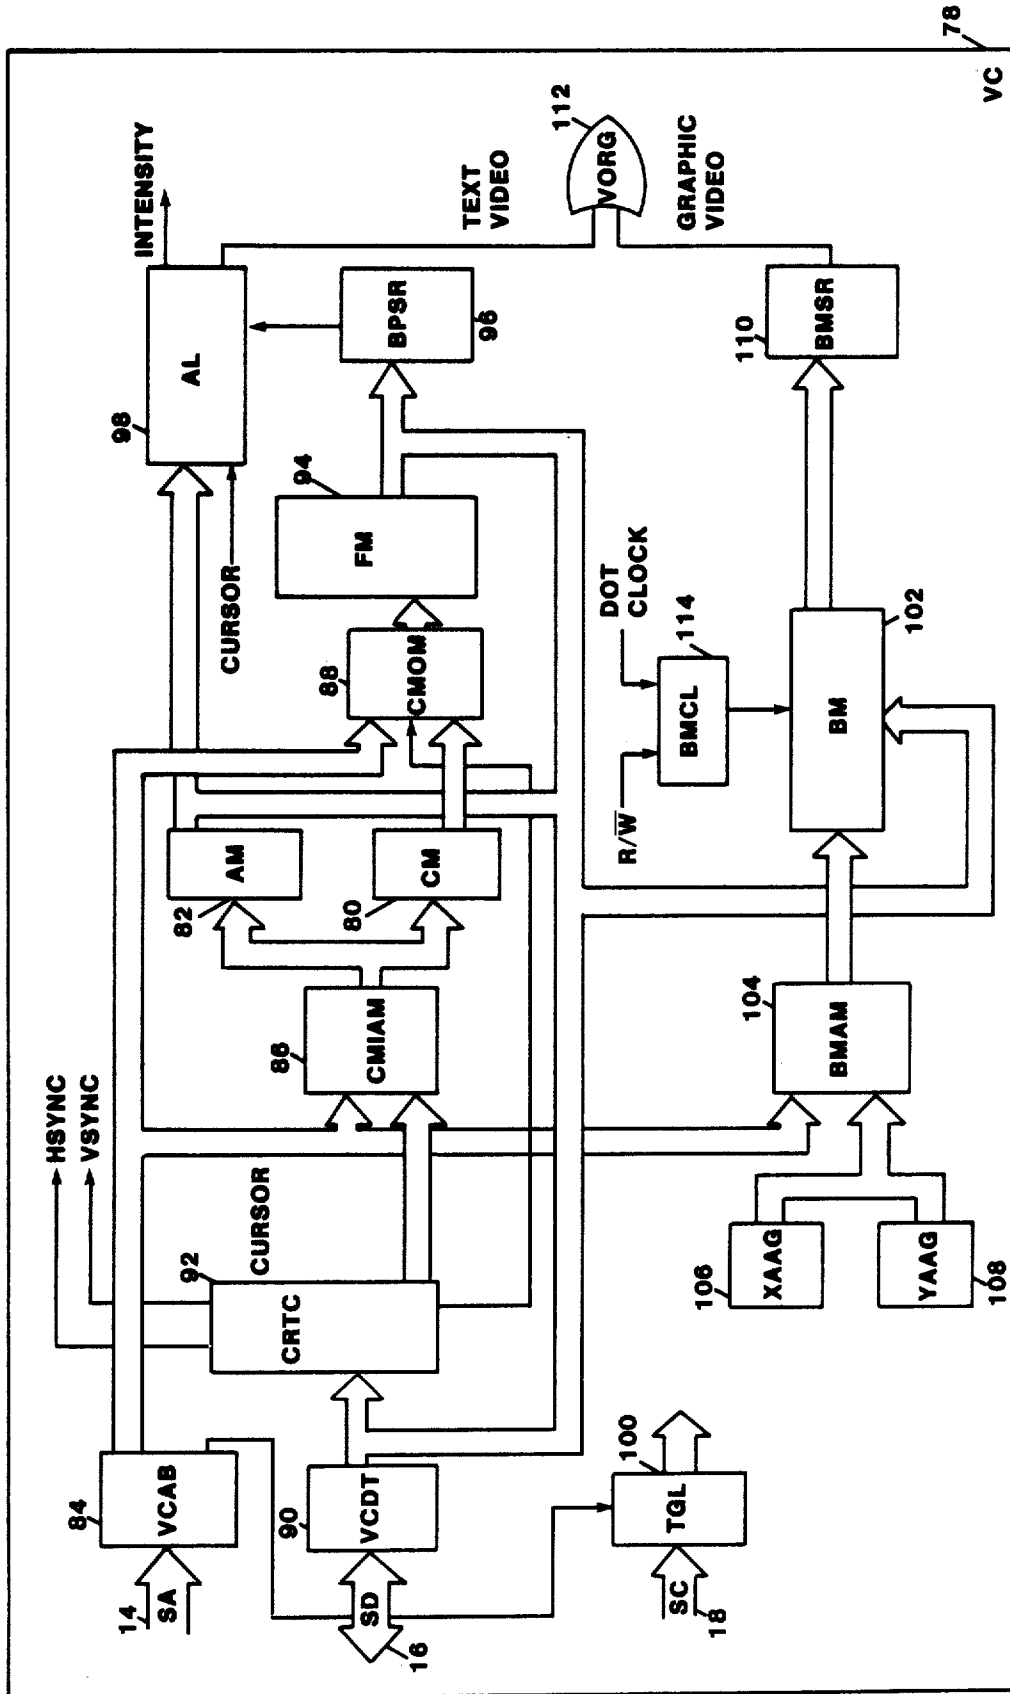 78
VC
INTENSITY
AL
98
CURSOR
TEXT
VIDEO
VORG
112
GRAPHIC
VIDEO
BPSR
96
BMSR
110
FM
94
CMOM
88
DOT
CLOCK
R/W̅
BMCL
114
BM
102
AM
82
CM
80
CMIAM
86
BMAM
104
HSYNC
VSYNC
CURSOR
CRTC
92
XAAG
106
YAAG
108
VCAB
84
14
SA
VCDT
90
SD
16
TGL
100
SC
18